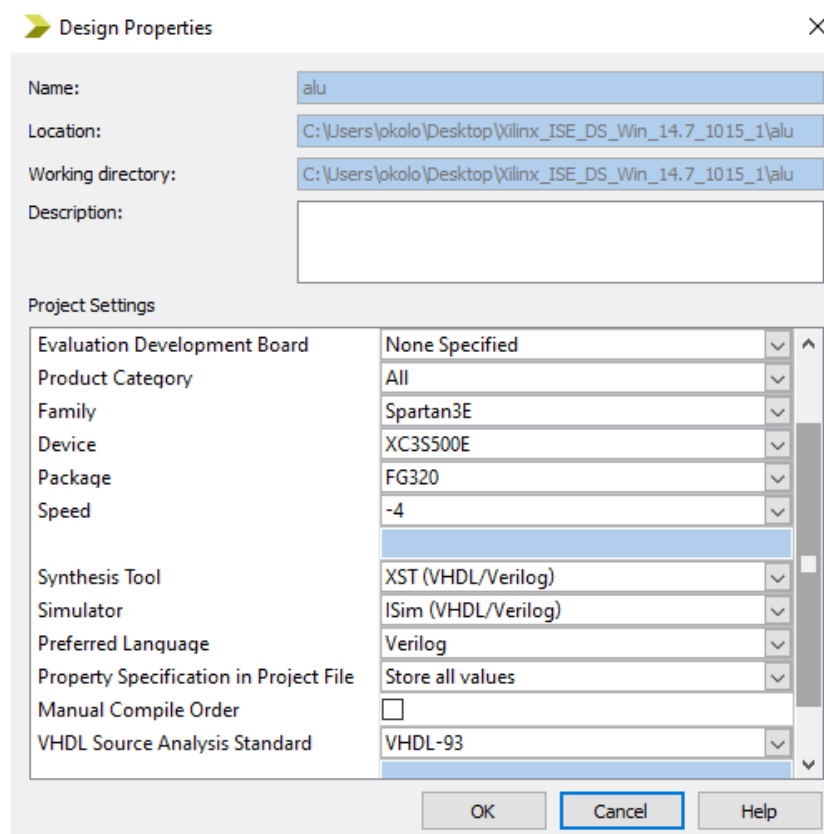 Design Properties
Name: alu
Location: C:\Users\okolo\Desktop\Xilinx_ISE_DS_Win_14.7_1015_1\alu
Working directory: C:\Users\okolo\Desktop\Xilinx_ISE_DS_Win_14.7_1015_1\alu
Description:
Project Settings
Evaluation Development Board None Specified
Product Category All
Family Spartan3E
Device XC3S500E
Package FG320
Speed -4
Synthesis Tool XST (VHDL/Verilog)
Simulator ISim (VHDL/Verilog)
Preferred Language Verilog
Property Specification in Project File Store all values
Manual Compile Order
VHDL Source Analysis Standard VHDL-93
OK Cancel Help